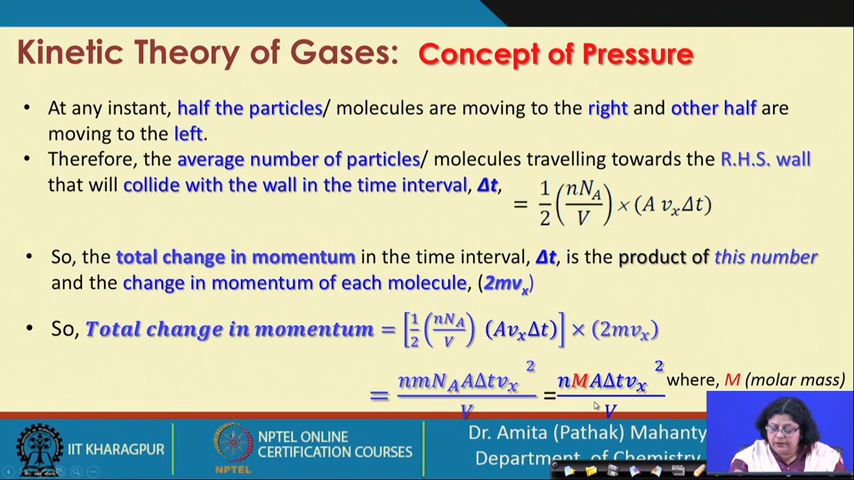 Kinetic Theory of Gases: Concept of Pressure
• At any instant, half the particles/ molecules are moving to the right and other half are
moving to the left.
• Therefore, the average number of particles/ molecules travelling towards the R.H.S. wall
that will collide with the wall in the time interval, Δt, = 1/2 (nN_A/V) × (A v_x Δt)
• So, the total change in momentum in the time interval, Δt, is the product of this number
and the change in momentum of each molecule, (2mv_x)
• So, Total change in momentum = [1/2 (nN_A/V) (Av_xΔt)] × (2mv_x)
= nmN_A AΔtv_x^2/V = nMAΔtv_x^2/V where, M (molar mass)
IIT KHARAGPUR
NPTEL
NPTEL ONLINE
CERTIFICATION COURSES
Dr. Amita (Pathak) Mahanty
Department of Chemistry